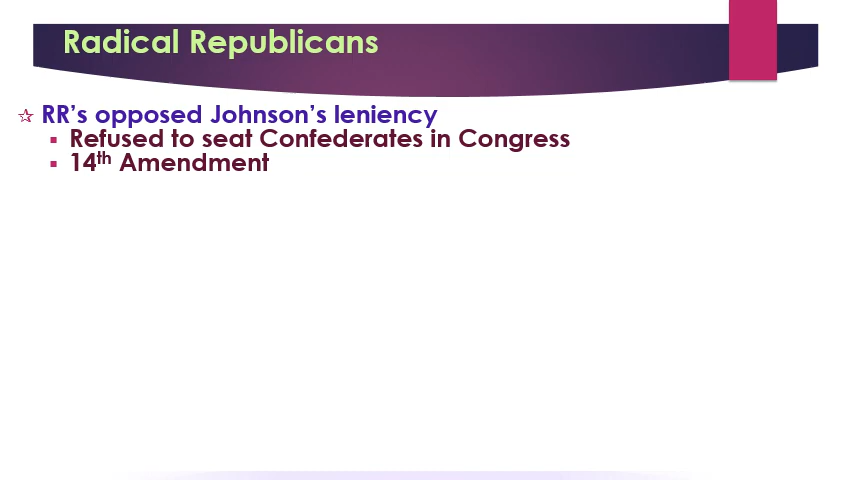 Radical Republicans
☆ RR’s opposed Johnson’s leniency
▪ Refused to seat Confederates in Congress
▪ 14th Amendment